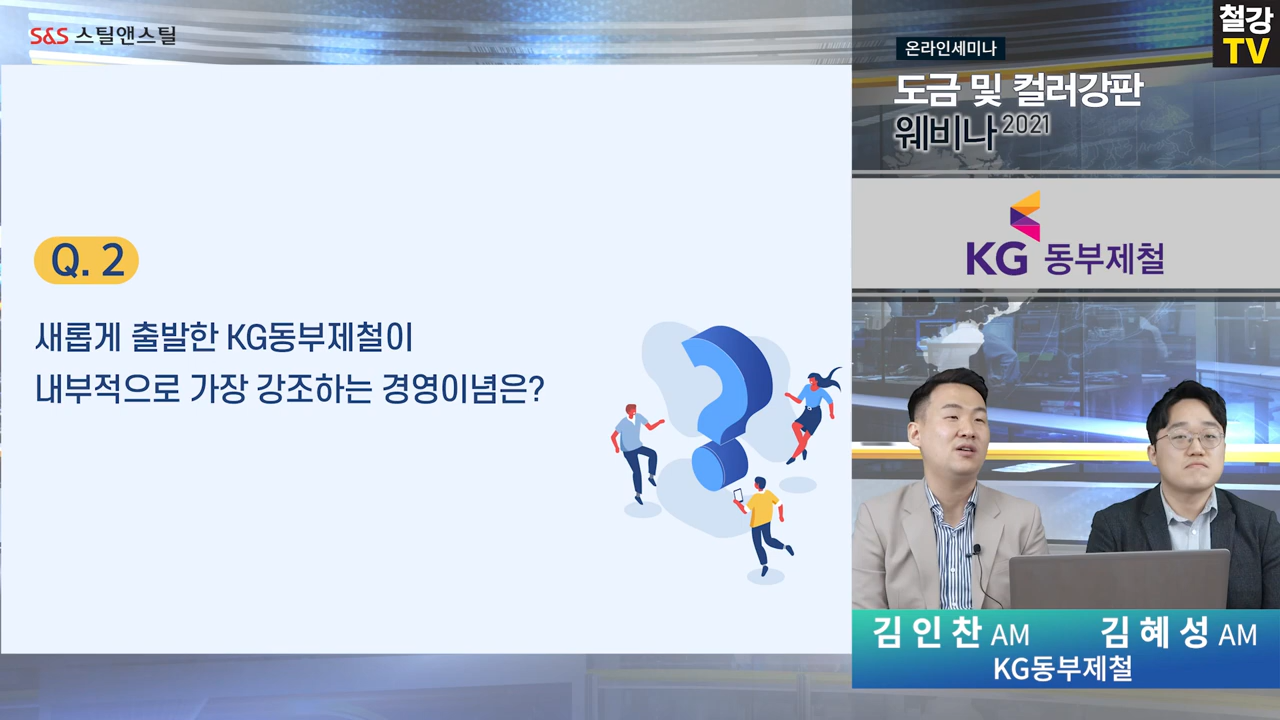 S&S 스틸앤스틸
철강
TV
온라인세미나
도금 및 컬러강판
웨비나 2021
KG 동부제철
Q. 2
새롭게 출발한 KG동부제철이
내부적으로 가장 강조하는 경영이념은?
김인찬 AM 김혜성 AM
KG동부제철